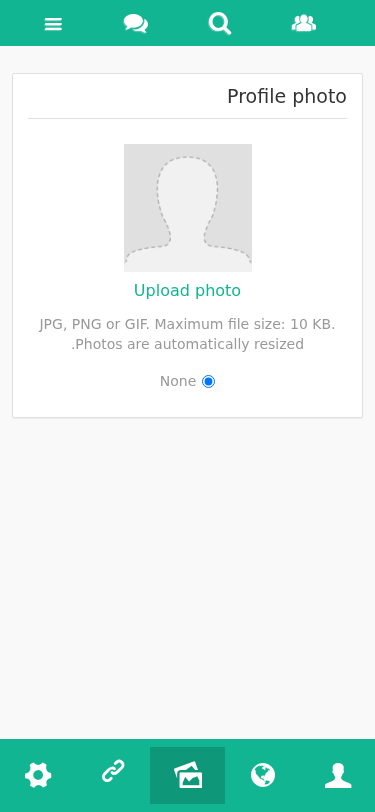 Profile photo
Upload photo
JPG, PNG or GIF. Maximum file size: 10 KB.
.Photos are automatically resized
None